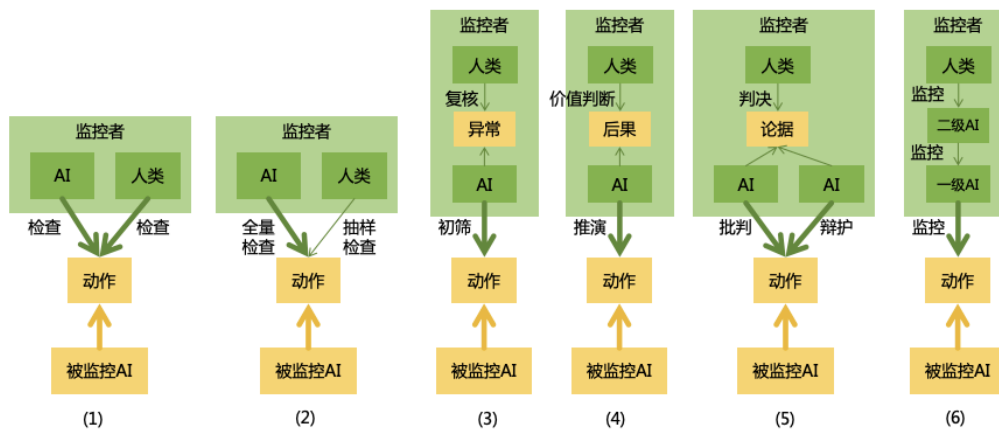 监控者
AI
人类
检查
检查
动作
被监控AI
(1)
监控者
AI
人类
全量
检查
抽样
检查
动作
被监控AI
(2)
监控者
人类
复核
异常
AI
初筛
动作
被监控AI
(3)
监控者
人类
价值判断
后果
AI
推演
动作
被监控AI
(4)
监控者
人类
判决
论据
AI
AI
批判
辩护
动作
被监控AI
(5)
监控者
人类
监控
二级AI
监控
一级AI
监控
动作
被监控AI
(6)